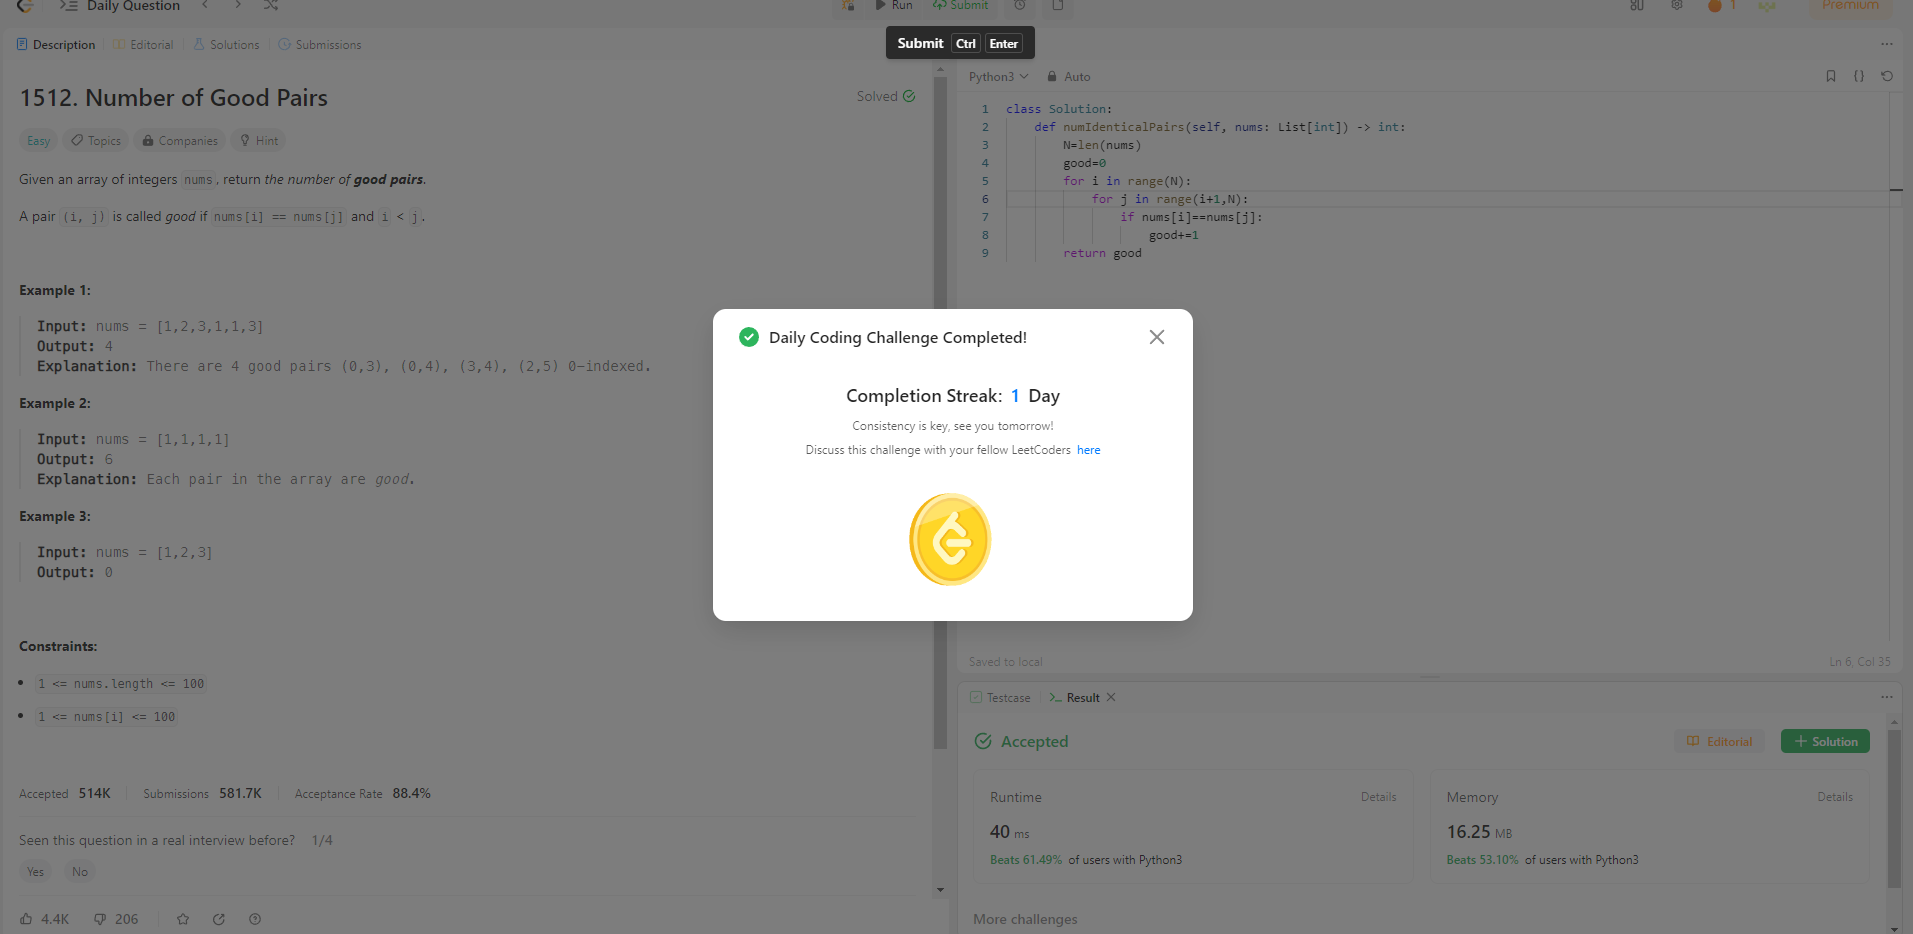 Daily Question
Run
Submit
1
Premium
Submit Ctrl Enter
Description
Editorial
Solutions
Submissions
1512. Number of Good Pairs
Solved
Easy
Topics
Companies
Hint
Given an array of integers nums, return the number of good pairs.
A pair (i, j) is called good if nums[i] == nums[j] and i < j.
Example 1:
Input: nums = [1,2,3,1,1,3]
Output: 4
Explanation: There are 4 good pairs (0,3), (0,4), (3,4), (2,5) 0-indexed.
Example 2:
Input: nums = [1,1,1,1]
Output: 6
Explanation: Each pair in the array are good.
Example 3:
Input: nums = [1,2,3]
Output: 0
Constraints:
1 <= nums.length <= 100
1 <= nums[i] <= 100
Accepted 514K
Submissions 581.7K
Acceptance Rate 88.4%
Seen this question in a real interview before? 1/4
Yes
No
4.4K
206
Python3
Auto
1 class Solution:
2 def numIdenticalPairs(self, nums: List[int]) -> int:
3 N=len(nums)
4 good=0
5 for i in range(N):
6 for j in range(i+1,N):
7 if nums[i]==nums[j]:
8 good+=1
9 return good
Daily Coding Challenge Completed!
Completion Streak: 1 Day
Consistency is key, see you tomorrow!
Discuss this challenge with your fellow LeetCoders here
Saved to local
Ln 6, Col 35
Testcase
Result
Accepted
Editorial
Solution
Runtime
Details
40 ms
Beats 61.49% of users with Python3
Memory
Details
16.25 MB
Beats 53.10% of users with Python3
More challenges